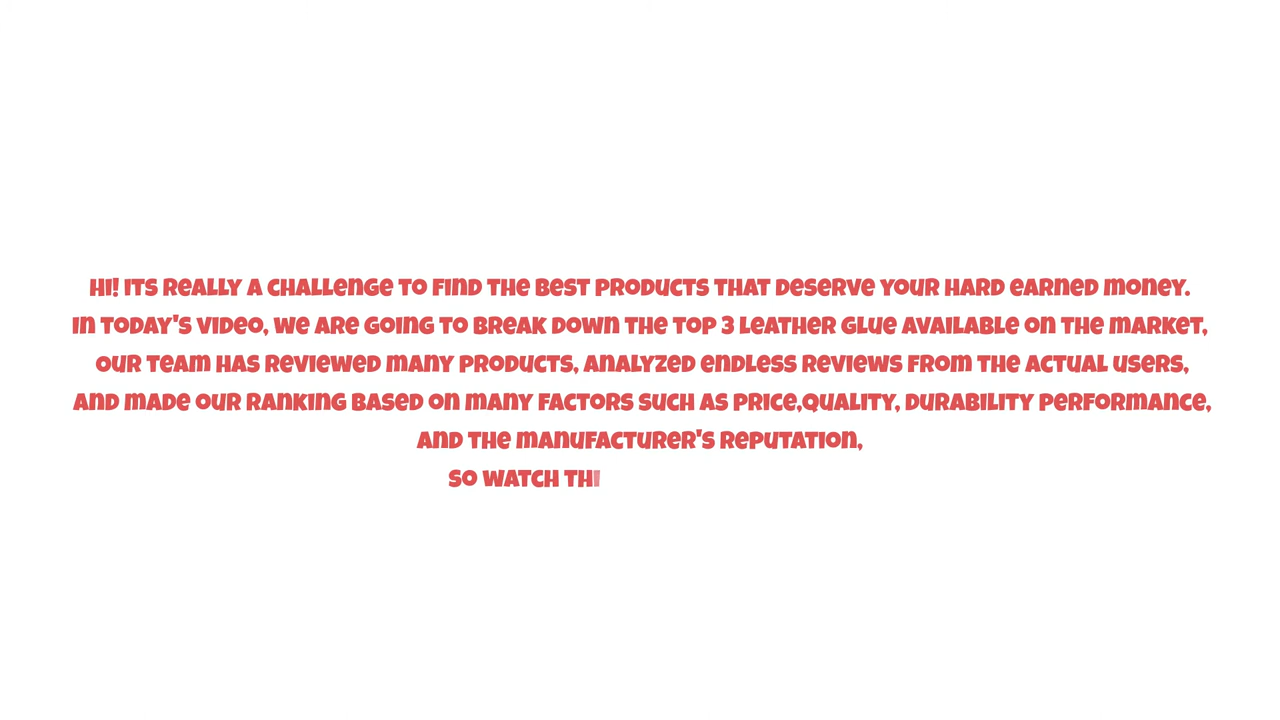 Hi! Its really a challenge to find the best products that deserve your hard earned money.
In today's video, we are going to break down the top 3 leather glue available on the market,
our team has reviewed many products, analyzed endless reviews from the actual users,
and made our ranking based on many factors such as price,quality, durability performance,
and the manufacturer's reputation,
so watch thi